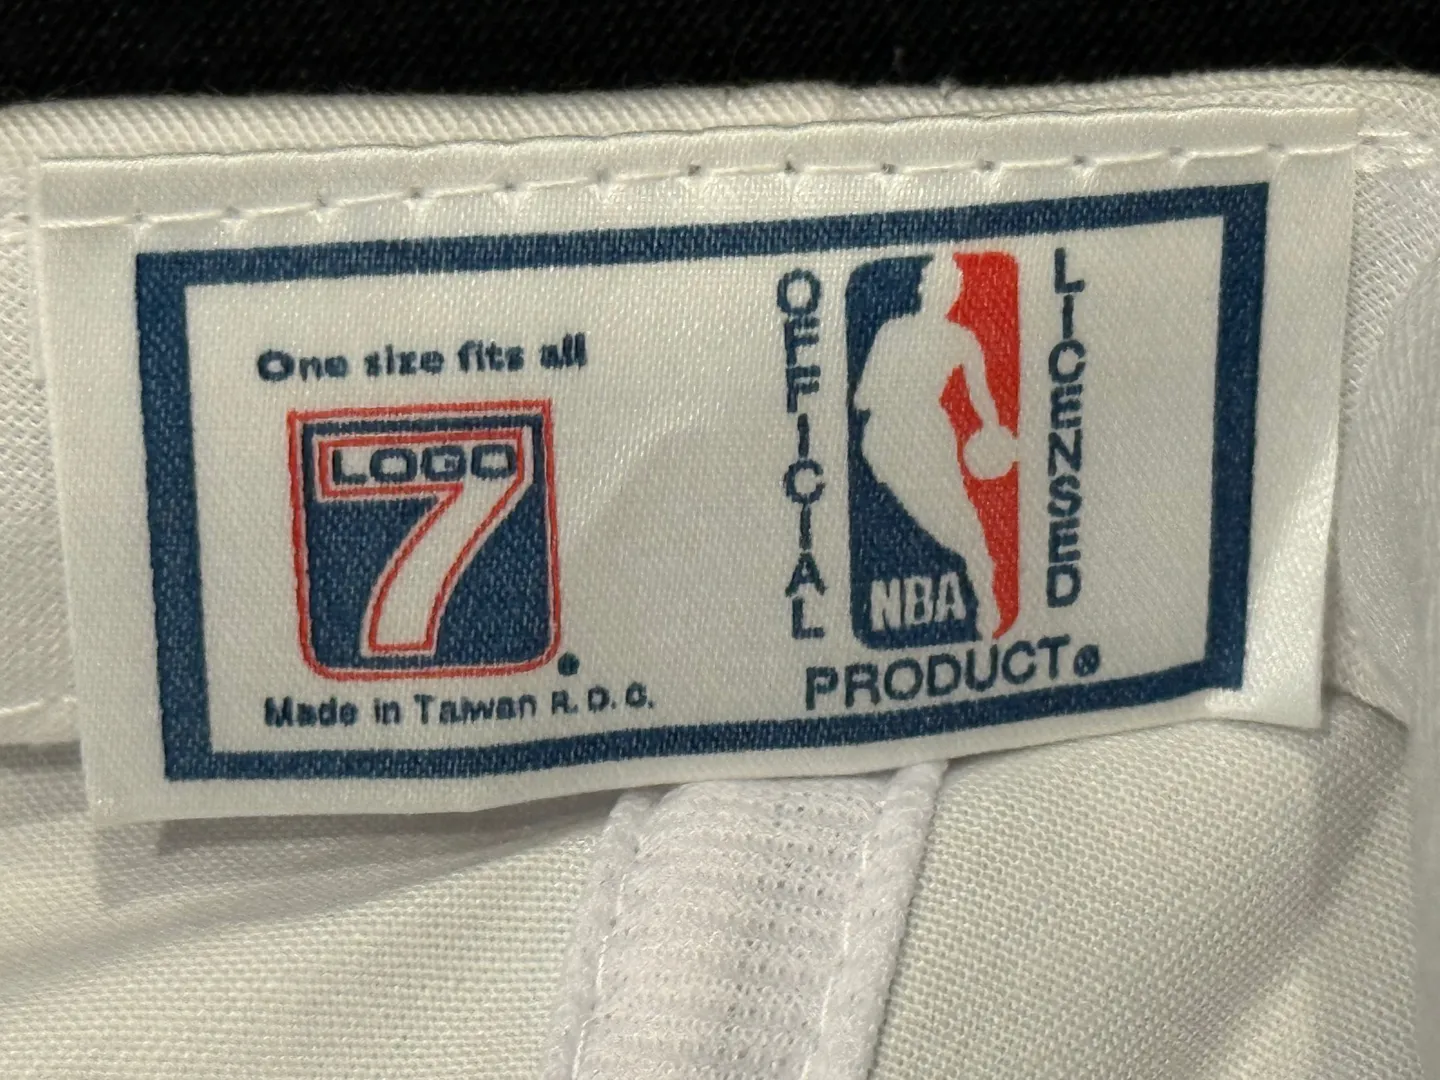 One size fits all
LOGO
7
Made in Taiwan R.O.C.
OFFICIAL
NBA
LICENSED
PRODUCT®